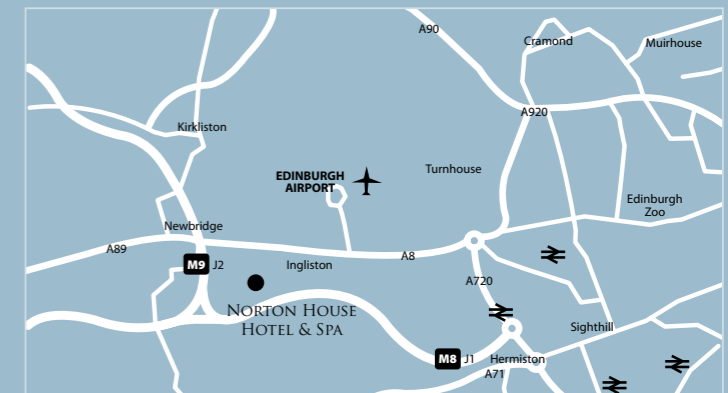 A90
Cramond
Muirhouse
A920
Kirkliston
EDINBURGH
AIRPORT
Turnhouse
Edinburgh
Zoo
Newbridge
A89
A8
M9 J2
Ingliston
A720
NORTON HOUSE
HOTEL & SPA
Sighthill
M8 J1
Hermiston
A71